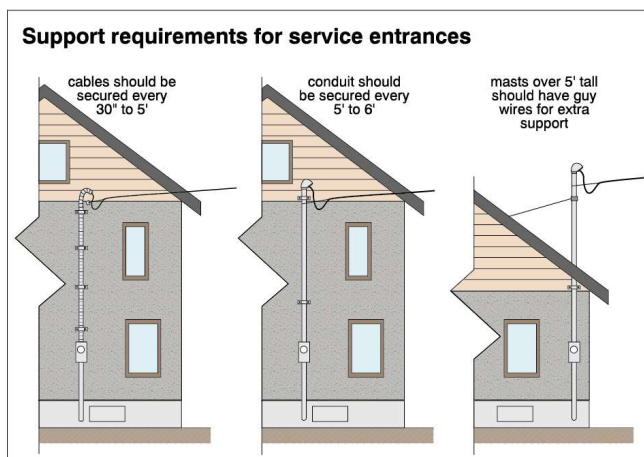 Support requirements for service entrances
cables should be
secured every
30" to 5'
conduit should
be secured every
5' to 6'
masts over 5' tall
should have guy
wires for extra
support